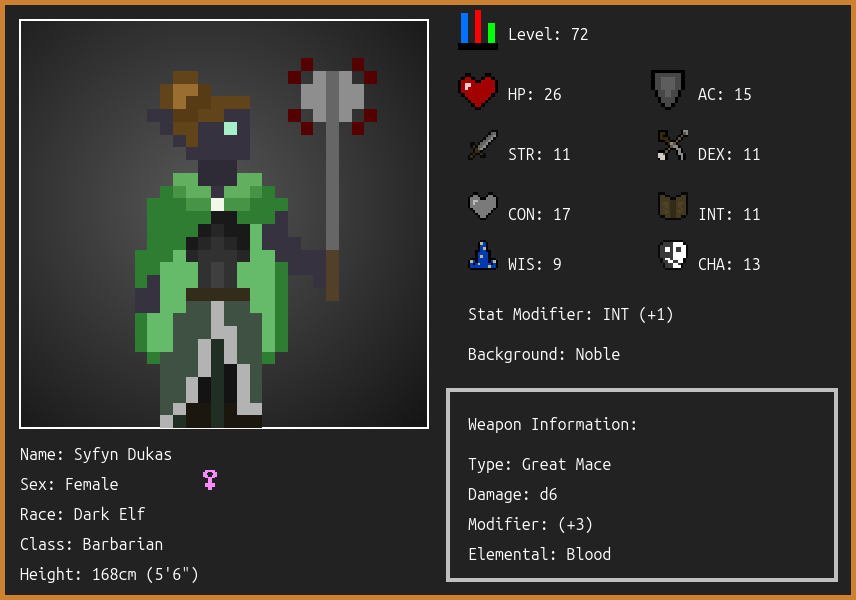 Level: 72
HP: 26
AC: 15
STR: 11
DEX: 11
CON: 17
INT: 11
WIS: 9
CHA: 13
Stat Modifier: INT (+1)
Background: Noble
Weapon Information:
Type: Great Mace
Damage: d6
Modifier: (+3)
Elemental: Blood
Name: Syfyn Dukas
Sex: Female
Race: Dark Elf
Class: Barbarian
Height: 168cm (5'6")